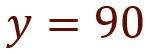 y = 90